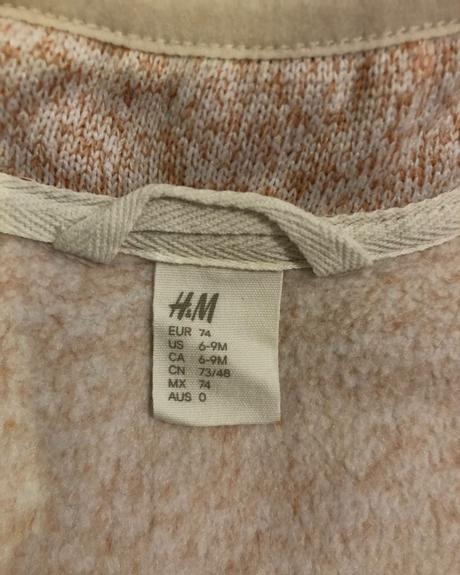 H&M
EUR 74
US 6-9M
CA 6-9M
CN 73/48
MX 74
AUS 0